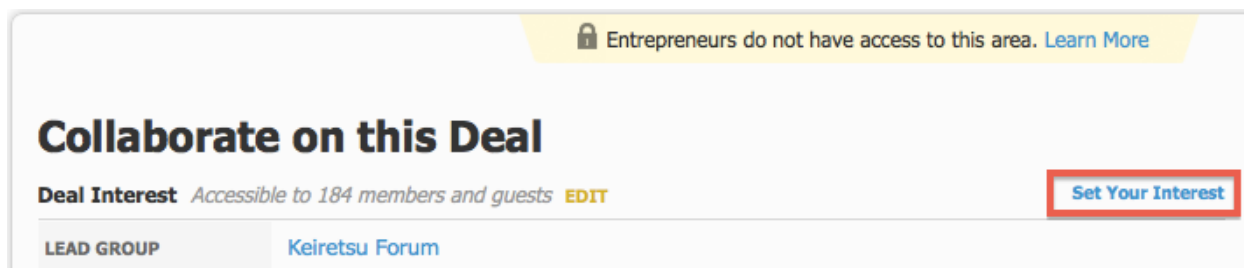 Entrepreneurs do not have access to this area. Learn More
Collaborate on this Deal
Deal Interest Accessible to 184 members and guests EDIT Set Your Interest
LEAD GROUP Keiretsu Forum